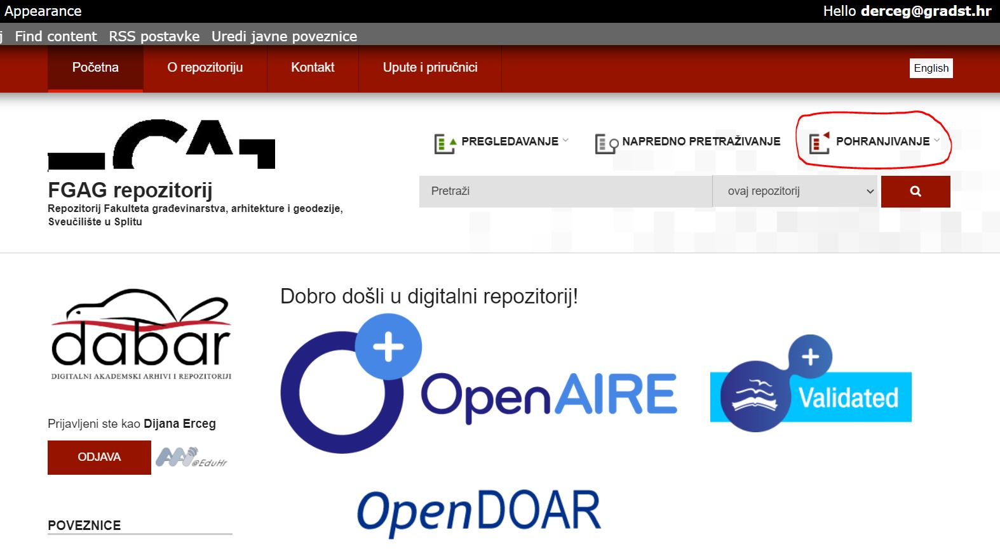 Appearance
Hello derceg@gradst.hr
j Find content RSS postavke Uredi javne poveznice
Početna O repozitoriju Kontakt Upute i priručnici
English
PREGLEDAVANJE NAPREDNO PRETRAŽIVANJE POHRANJIVANJE
FGAG repozitorij
Repozitorij Fakulteta građevinarstva, arhitekture i geodezije,
Sveučilište u Splitu
Pretraži ovaj repozitorij
dabar
DIGITALNI AKADEMSKI ARHIVI I REPOZITORIJI
Prijavljeni ste kao Dijana Erceg
ODJAVA
AAI@EduHr
POVEZNICE
Dobro došli u digitalni repozitorij!
OpenAIRE
Validated
OpenDOAR